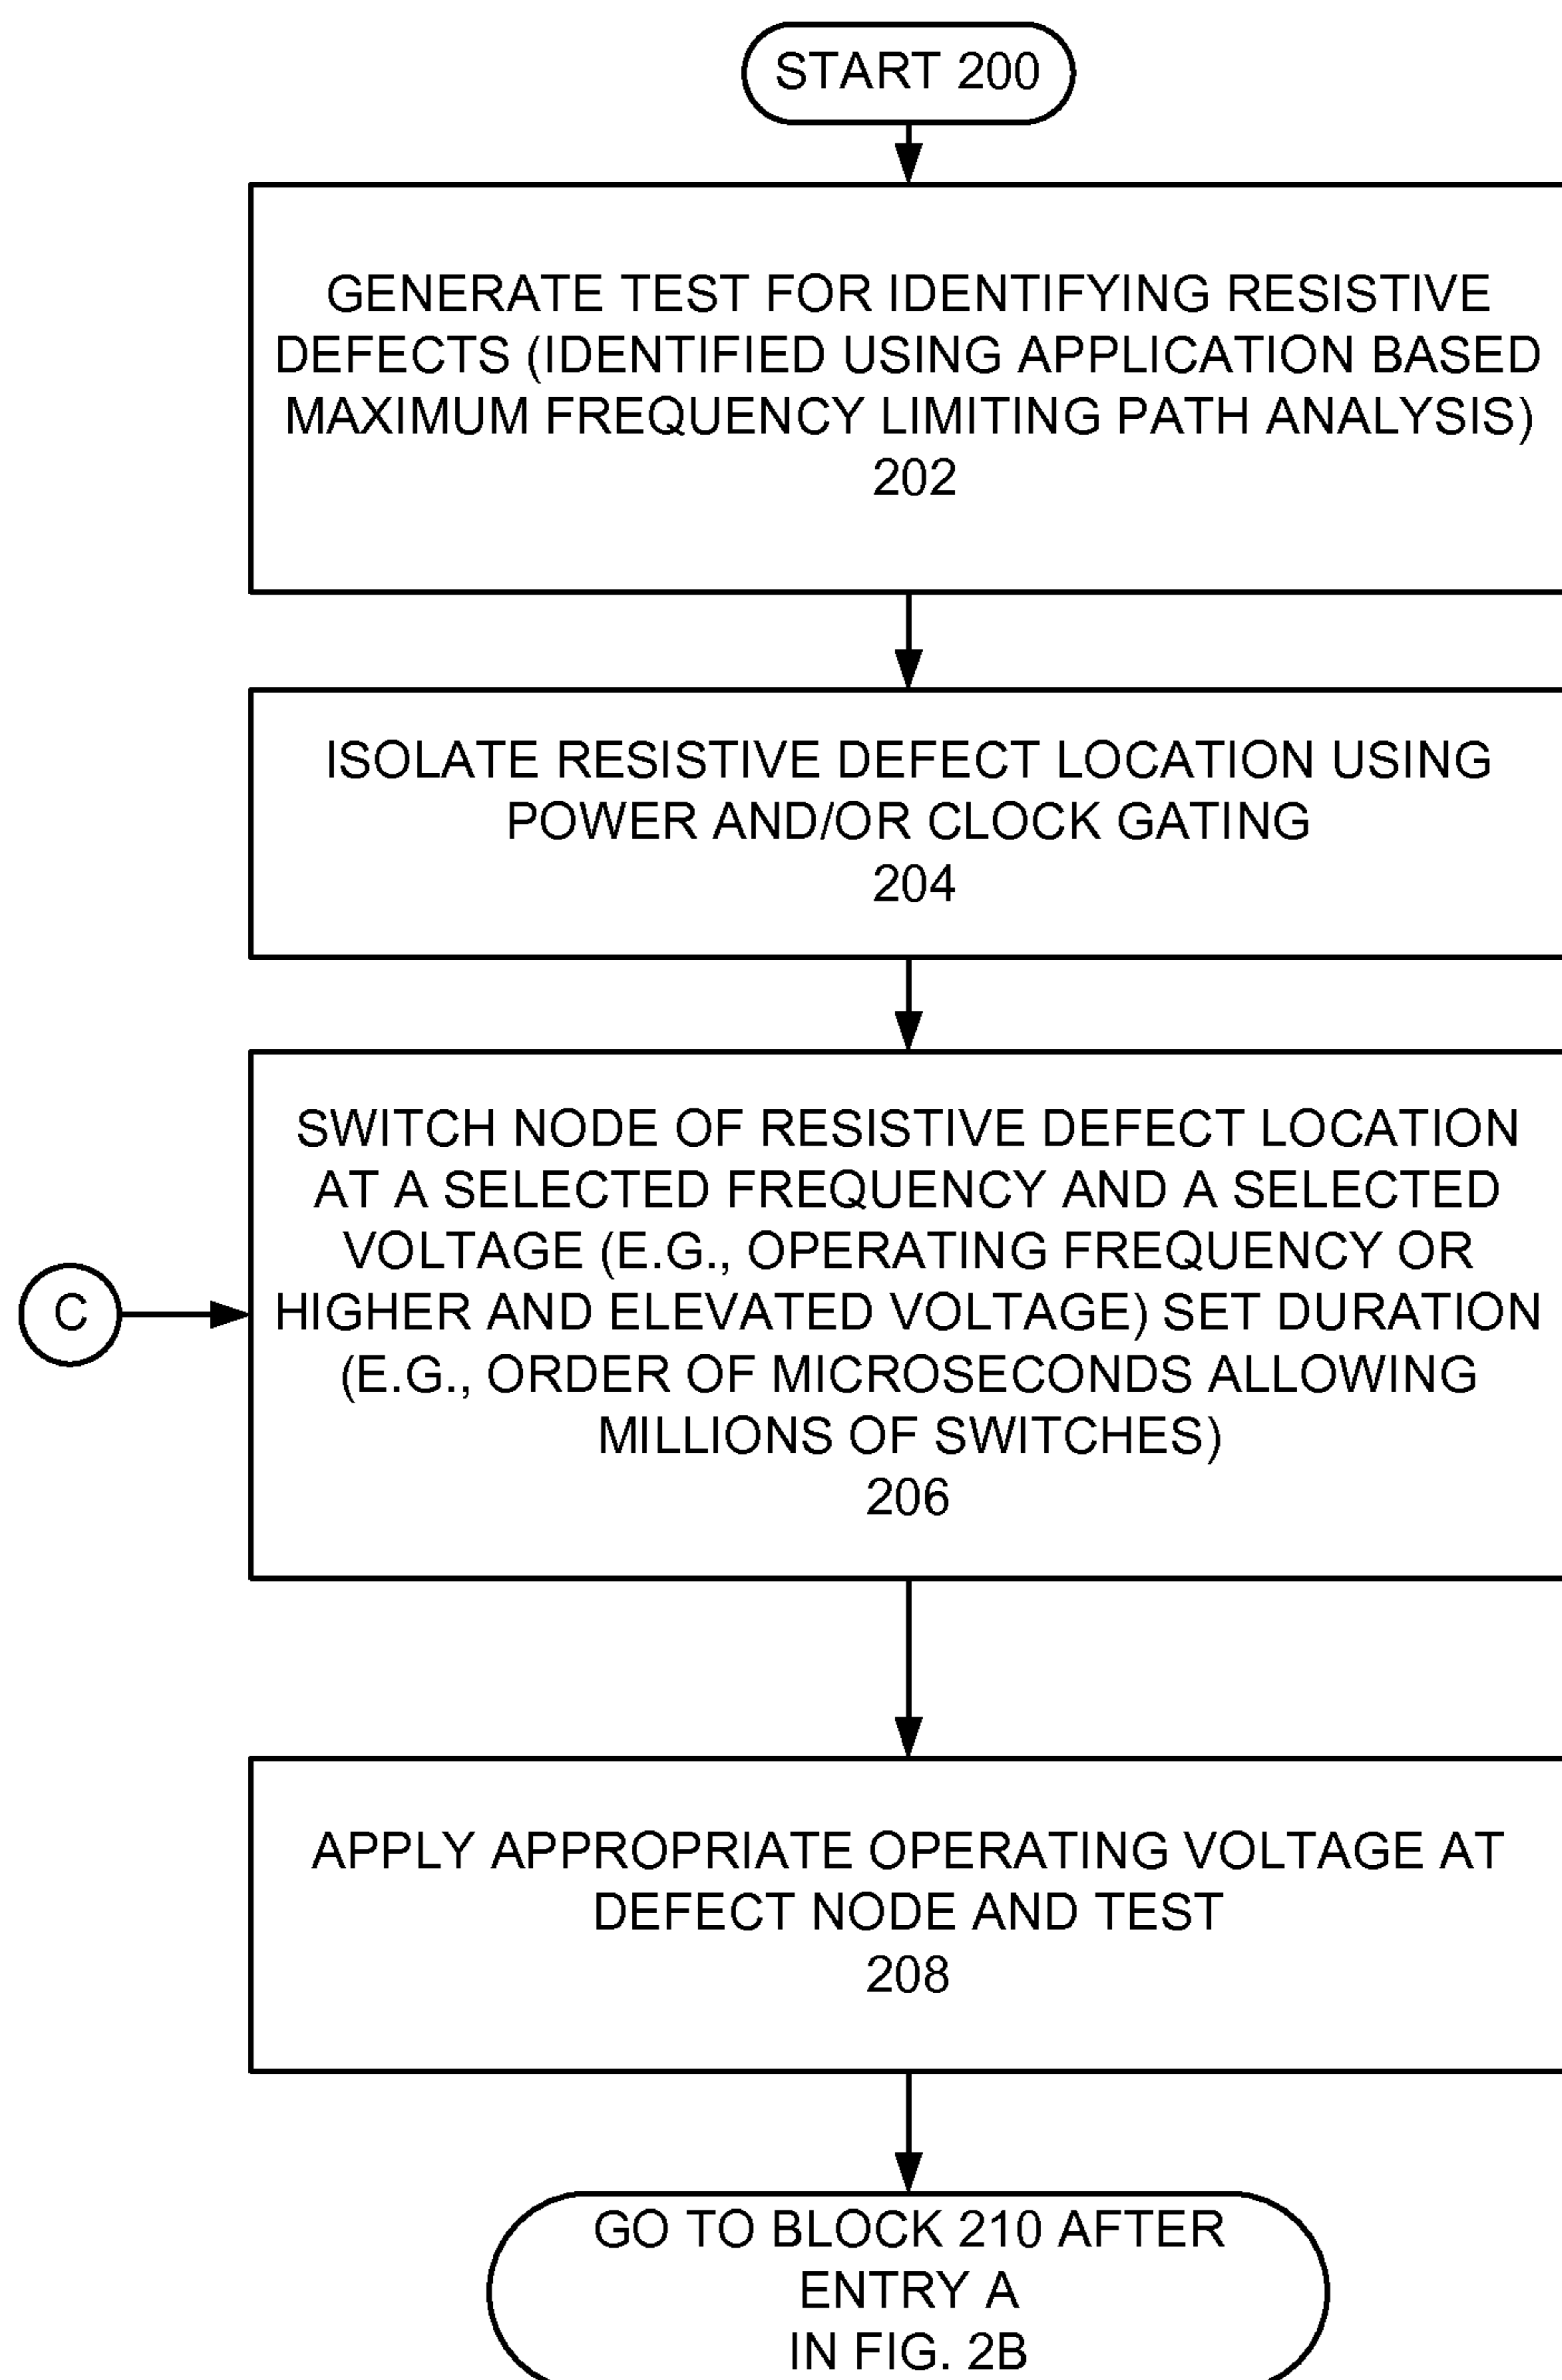 START 200
GENERATE TEST FOR IDENTIFYING RESISTIVE
DEFECTS (IDENTIFIED USING APPLICATION BASED
MAXIMUM FREQUENCY LIMITING PATH ANALYSIS)
202
ISOLATE RESISTIVE DEFECT LOCATION USING
POWER AND/OR CLOCK GATING
204
SWITCH NODE OF RESISTIVE DEFECT LOCATION
AT A SELECTED FREQUENCY AND A SELECTED
VOLTAGE (E.G., OPERATING FREQUENCY OR
HIGHER AND ELEVATED VOLTAGE) SET DURATION
(E.G., ORDER OF MICROSECONDS ALLOWING
MILLIONS OF SWITCHES)
206
C
APPLY APPROPRIATE OPERATING VOLTAGE AT
DEFECT NODE AND TEST
208
GO TO BLOCK 210 AFTER
ENTRY A
IN FIG. 2B